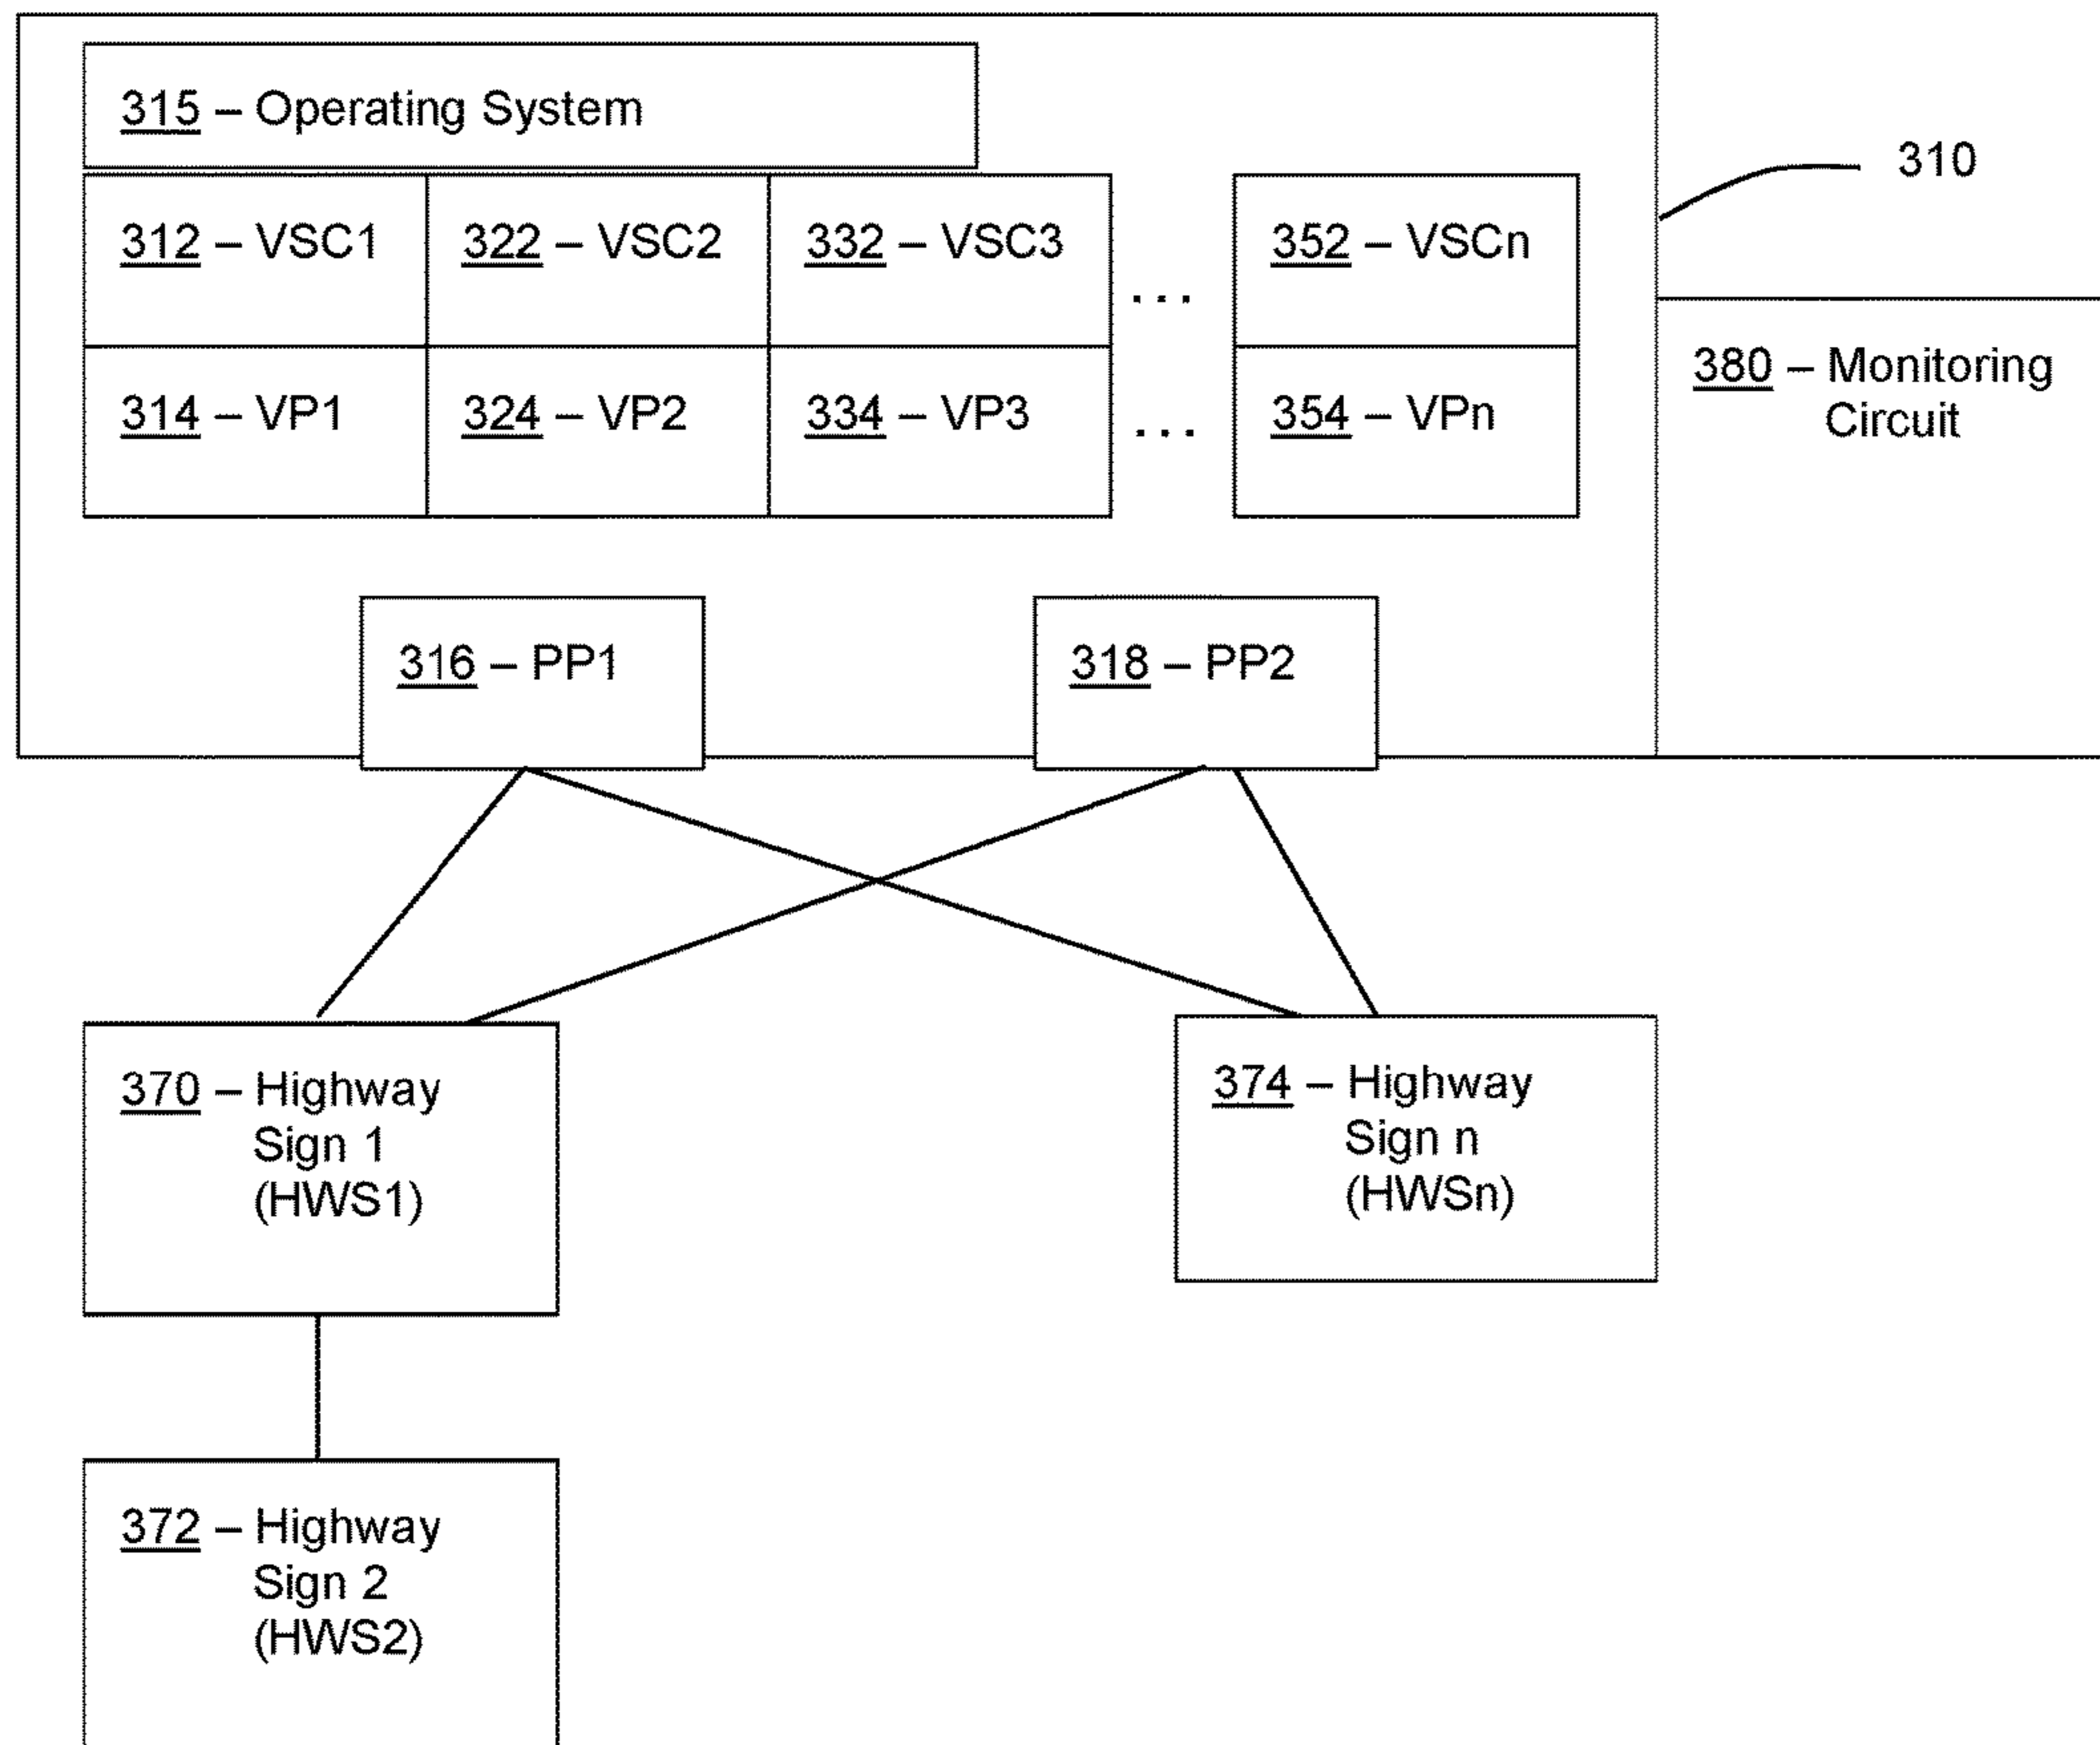 315 – Operating System
310
312 – VSC1
322 – VSC2
332 – VSC3
...
352 – VSCn
314 – VP1
324 – VP2
334 – VP3
...
354 – VPn
380 – Monitoring
Circuit
316 – PP1
318 – PP2
370 – Highway
Sign 1
(HWS1)
374 – Highway
Sign n
(HWSn)
372 – Highway
Sign 2
(HWS2)